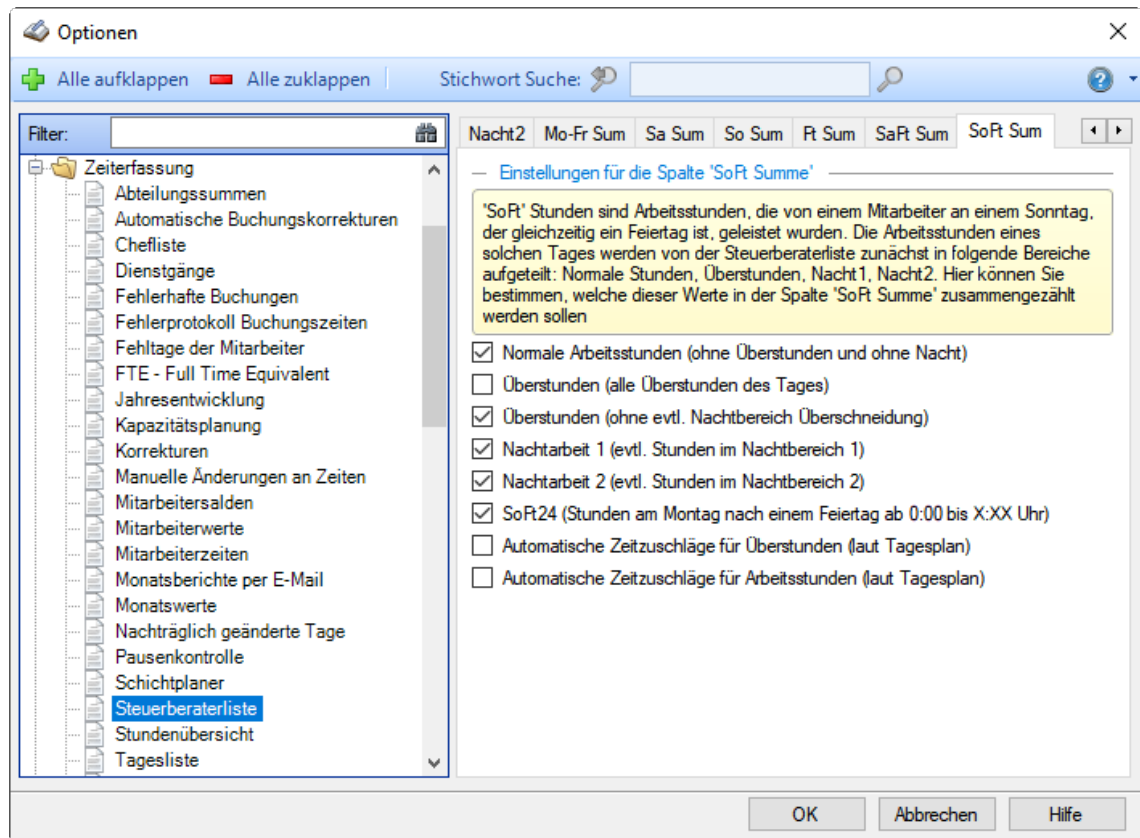 Optionen
Alle aufklappen
Alle zuklappen
Stichwort Suche:
Filter:
Zeiterfassung
Abteilungssummen
Automatische Buchungskorrekturen
Chefliste
Dienstgänge
Fehlerhafte Buchungen
Fehlerprotokoll Buchungszeiten
Fehltage der Mitarbeiter
FTE - Full Time Equivalent
Jahresentwicklung
Kapazitätsplanung
Korrekturen
Manuelle Änderungen an Zeiten
Mitarbeitersalden
Mitarbeiterwerte
Mitarbeiterzeiten
Monatsberichte per E-Mail
Monatswerte
Nachträglich geänderte Tage
Pausenkontrolle
Schichtplaner
Steuerberaterliste
Stundenübersicht
Tagesliste
Nacht2 Mo-Fr Sum Sa Sum So Sum Ft Sum SaFt Sum SoFt Sum
Einstellungen für die Spalte 'SoFt Summe'
'SoFt' Stunden sind Arbeitsstunden, die von einem Mitarbeiter an einem Sonntag,
der gleichzeitig ein Feiertag ist, geleistet wurden. Die Arbeitsstunden eines
solchen Tages werden von der Steuerberaterliste zunächst in folgende Bereiche
aufgeteilt: Normale Stunden, Überstunden, Nacht1, Nacht2. Hier können Sie
bestimmen, welche dieser Werte in der Spalte 'SoFt Summe' zusammengezählt
werden sollen
Normale Arbeitsstunden (ohne Überstunden und ohne Nacht)
Überstunden (alle Überstunden des Tages)
Überstunden (ohne evtl. Nachtbereich Überschneidung)
Nachtarbeit 1 (evtl. Stunden im Nachtbereich 1)
Nachtarbeit 2 (evtl. Stunden im Nachtbereich 2)
SoFt24 (Stunden am Montag nach einem Feiertag ab 0:00 bis X:XX Uhr)
Automatische Zeitzuschläge für Überstunden (laut Tagesplan)
Automatische Zeitzuschläge für Arbeitsstunden (laut Tagesplan)
OK
Abbrechen
Hilfe